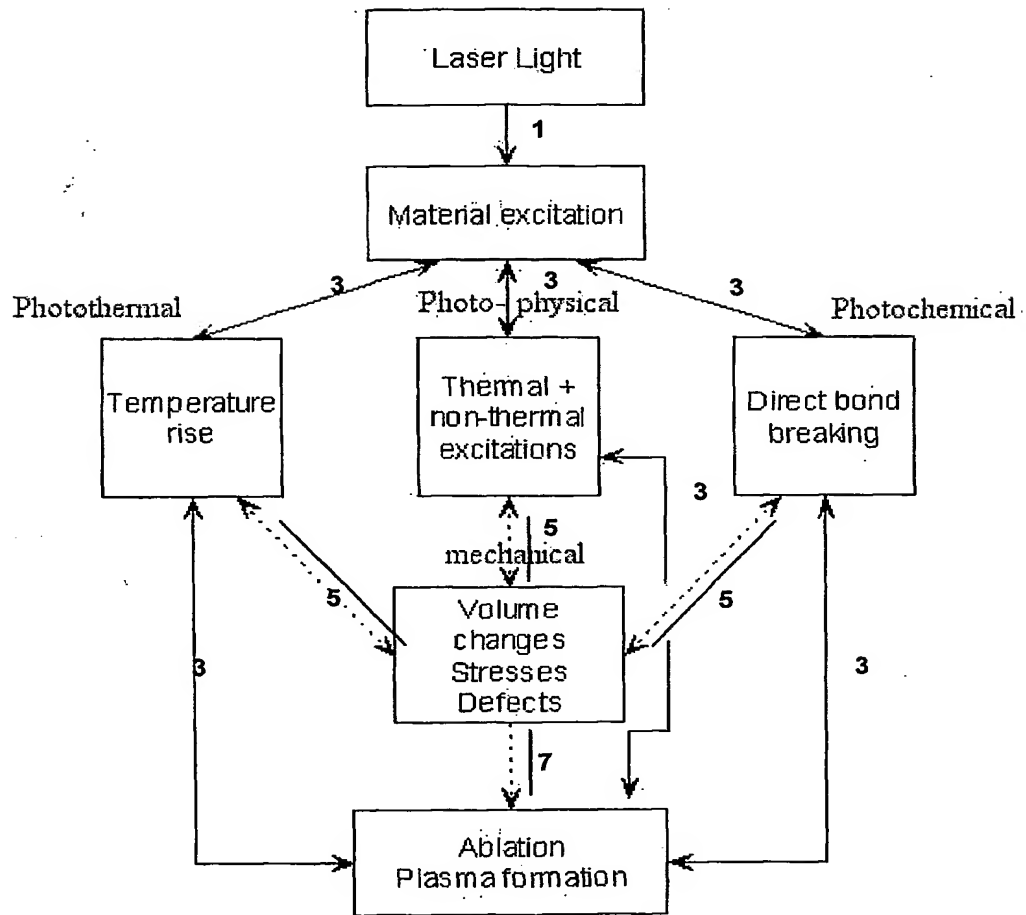 Laser Light
1
Material excitation
3
3
3
Photothermal
Photo-physical
Photochemical
Temperature
rise
Thermal +
non-thermal
excitations
Direct bond
breaking
3
5
mechanical
5
5
Volume
changes
Stresses
Defects
3
3
7
Ablation
Plasma formation